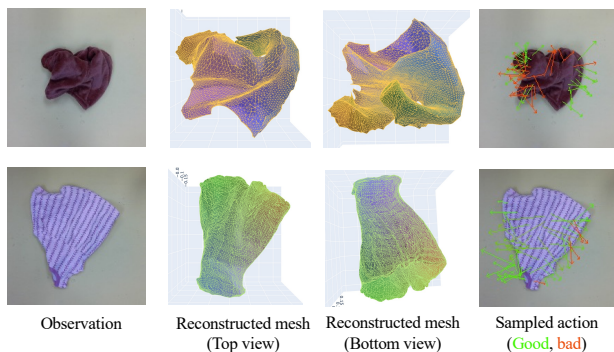 Observation
Reconstructed mesh
(Top view)
Reconstructed mesh
(Bottom view)
Sampled action
(Good, bad)